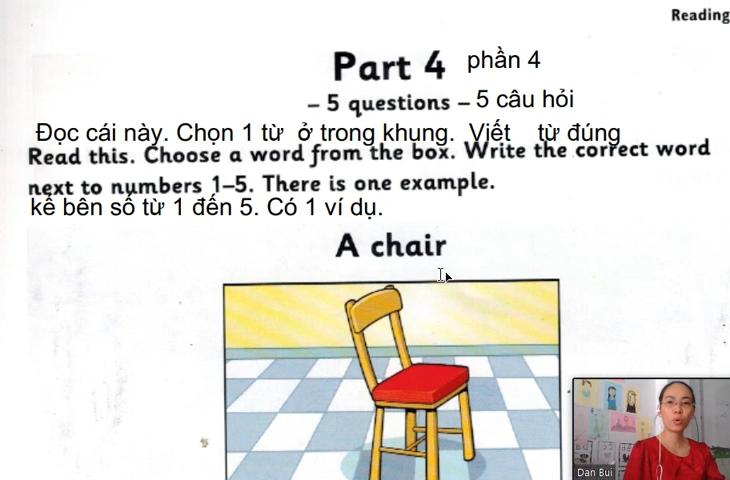 Reading
Part 4 phần 4
– 5 questions – 5 câu hỏi
Đọc cái này. Chọn 1 từ ở trong khung. Viết từ đúng
Read this. Choose a word from the box. Write the correct word
next to numbers 1–5. There is one example.
kế bên số từ 1 đến 5. Có 1 ví dụ.
A chair
Dan Bui